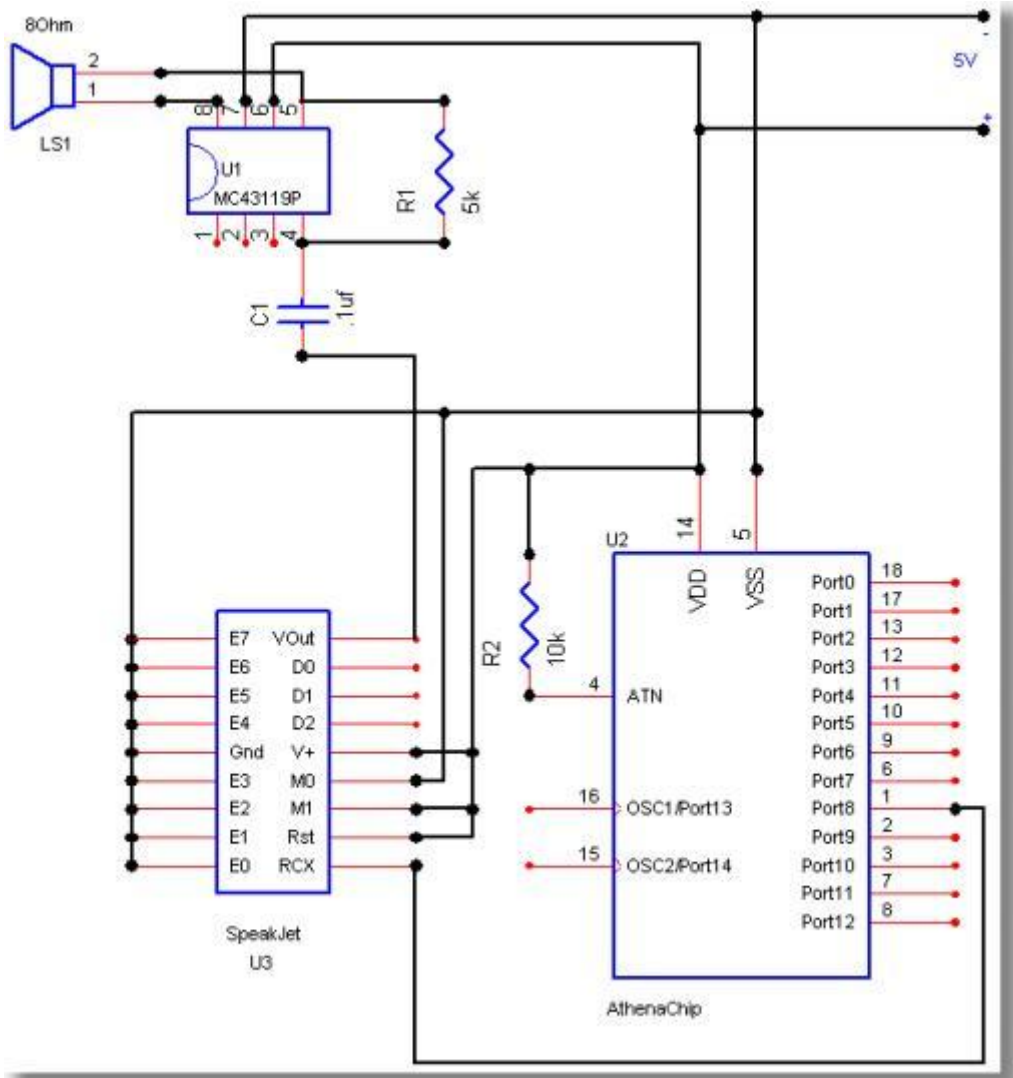 8Ohm
2
1
LS1
8 7 6 5
U1
MC43119P
1 2 3 4
R1
5k
-
5V
+
C1
.1uf
U2
14
5
VDD
VSS
R2
10k
4
ATN
16
OSC1/Port13
15
OSC2/Port14
Port0
18
Port1
17
Port2
13
Port3
12
Port4
11
Port5
10
Port6
9
Port7
6
Port8
1
Port9
2
Port10
3
Port11
7
Port12
8
AthenaChip
E7 VOut
E6 D0
E5 D1
E4 D2
Gnd V+
E3 M0
E2 M1
E1 Rst
E0 RCX
SpeakJet
U3